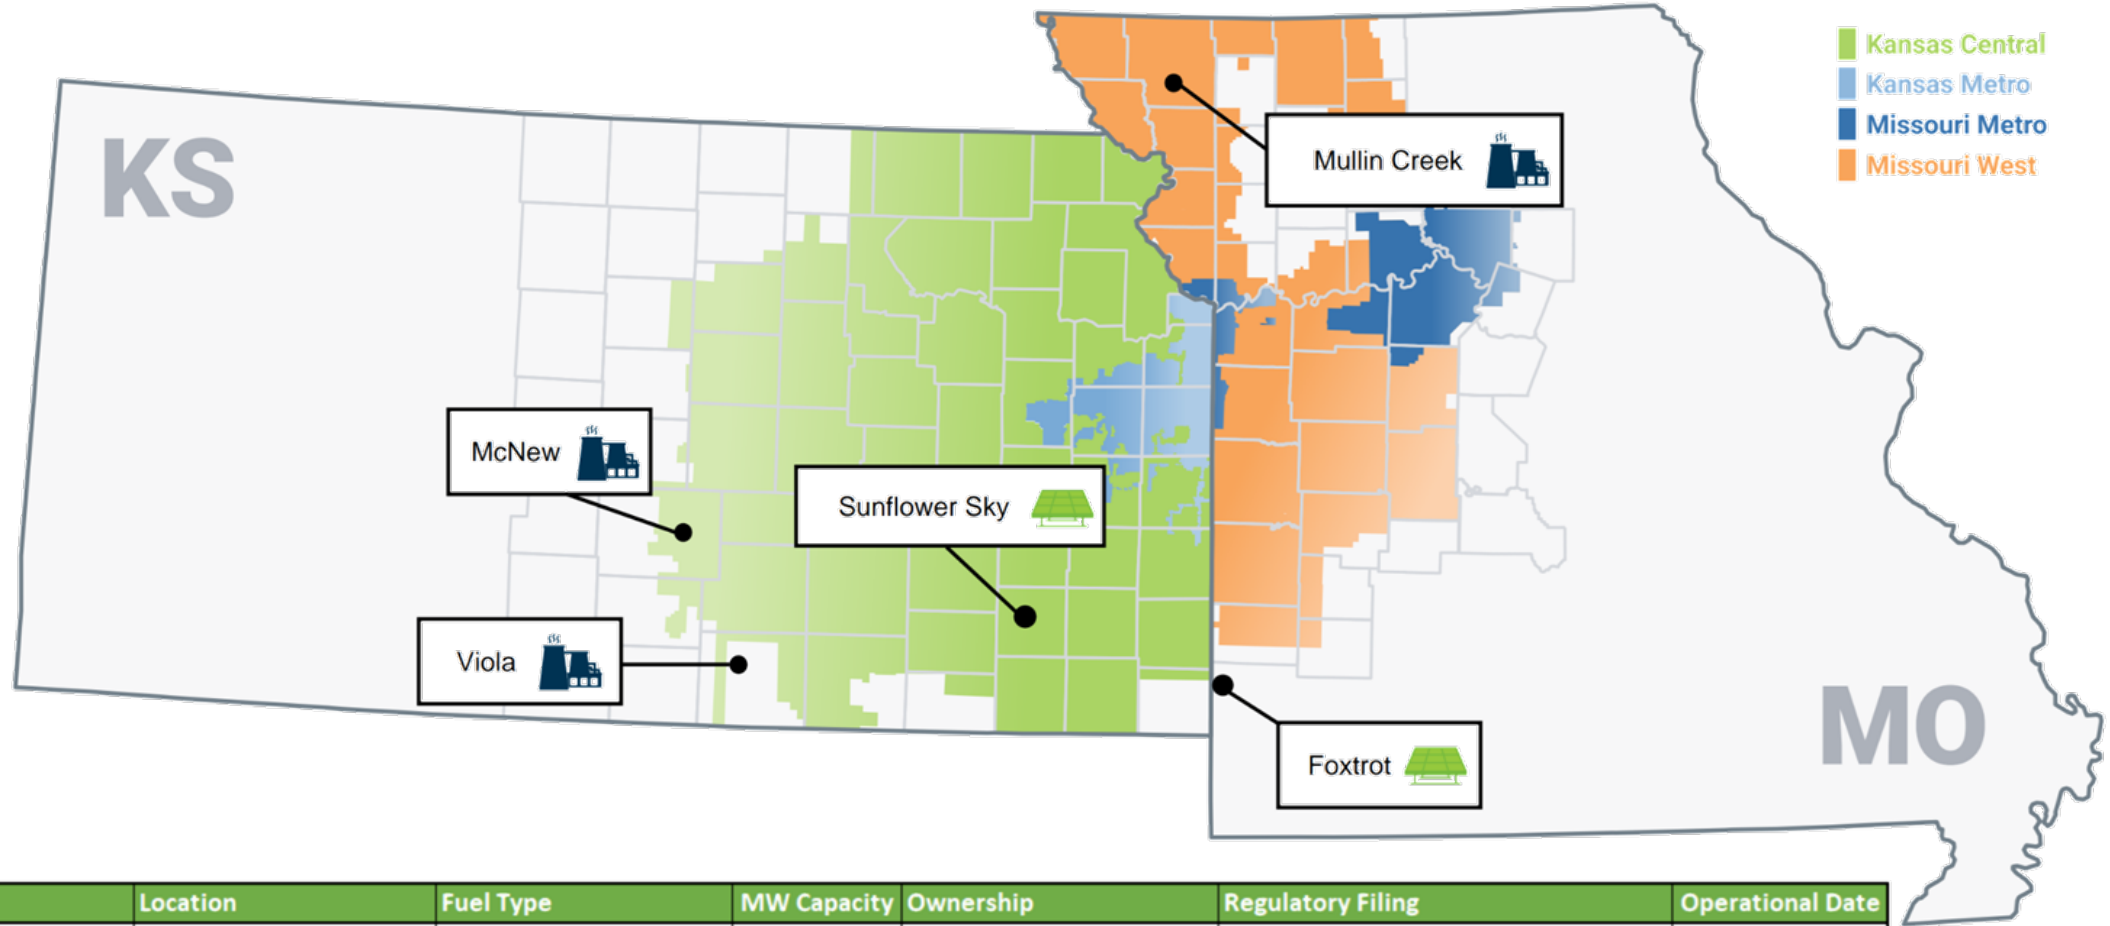 Kansas Central
Kansas Metro
Missouri Metro
Missouri West
KS
Mullin Creek
McNew
Sunflower Sky
Viola
Foxtrot
MO
Location Fuel Type MW Capacity Ownership Regulatory Filing Operational Date